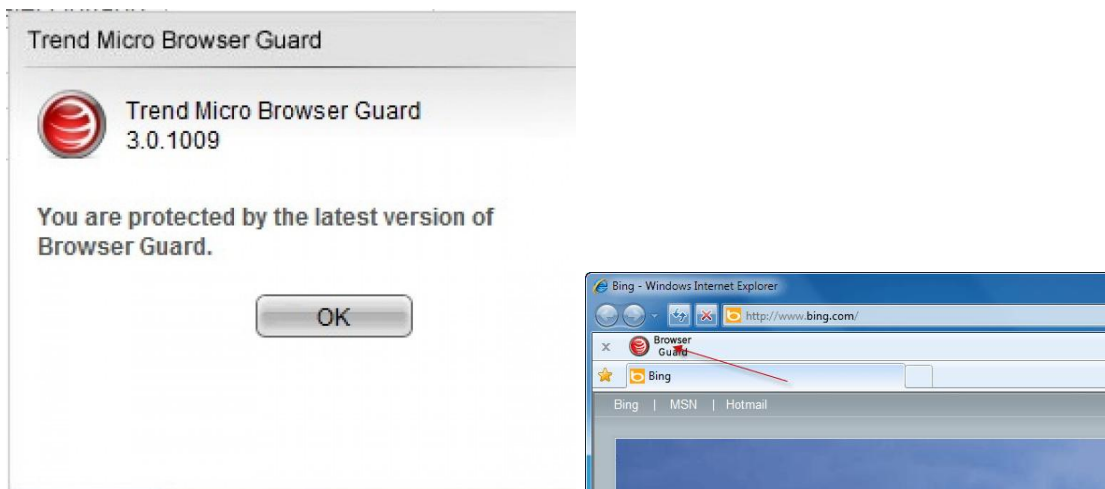 Trend Micro Browser Guard
Trend Micro Browser Guard
3.0.1009
You are protected by the latest version of
Browser Guard.
OK
Bing - Windows Internet Explorer
http://www.bing.com/
Browser
Guard
Bing
Bing | MSN | Hotmail